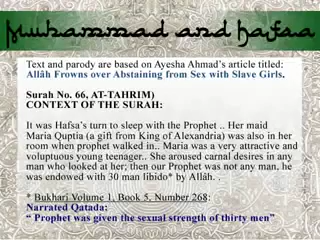 Muhammad and Hafsa
Text and parody are based on Ayesha Ahmad's article titled:
Allâh Frowns over Abstaining from Sex with Slave Girls.
Surah No. 66, AT-TAHRIM)
CONTEXT OF THE SURAH:
It was Hafsa's turn to sleep with the Prophet .. Her maid
Maria Quptia (a gift from King of Alexandria) was also in her
room when prophet walked in.. Maria was a very attractive and
voluptuous young teenager.. She aroused carnal desires in any
man who looked at her; then our Prophet was not any man, he
was endowed with 30 man libido* by Allâh. .
* Bukhari Volume 1, Book 5, Number 268:
Narrated Qatada:
“ Prophet was given the sexual strength of thirty men”